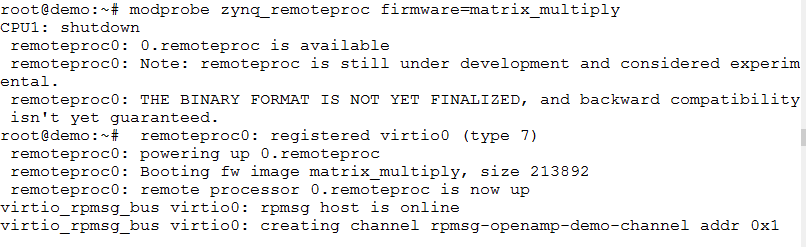 root@demo:~# modprobe zynq_remoteproc firmware=matrix_multiply
CPU1: shutdown
 remoteproc0: 0.remoteproc is available
 remoteproc0: Note: remoteproc is still under development and considered experim
ental.
 remoteproc0: THE BINARY FORMAT IS NOT YET FINALIZED, and backward compatibility
 isn't yet guaranteed.
root@demo:~#  remoteproc0: registered virtio0 (type 7)
 remoteproc0: powering up 0.remoteproc
 remoteproc0: Booting fw image matrix_multiply, size 213892
 remoteproc0: remote processor 0.remoteproc is now up
virtio_rpmsg_bus virtio0: rpmsg host is online
virtio_rpmsg_bus virtio0: creating channel rpmsg-openamp-demo-channel addr 0x1